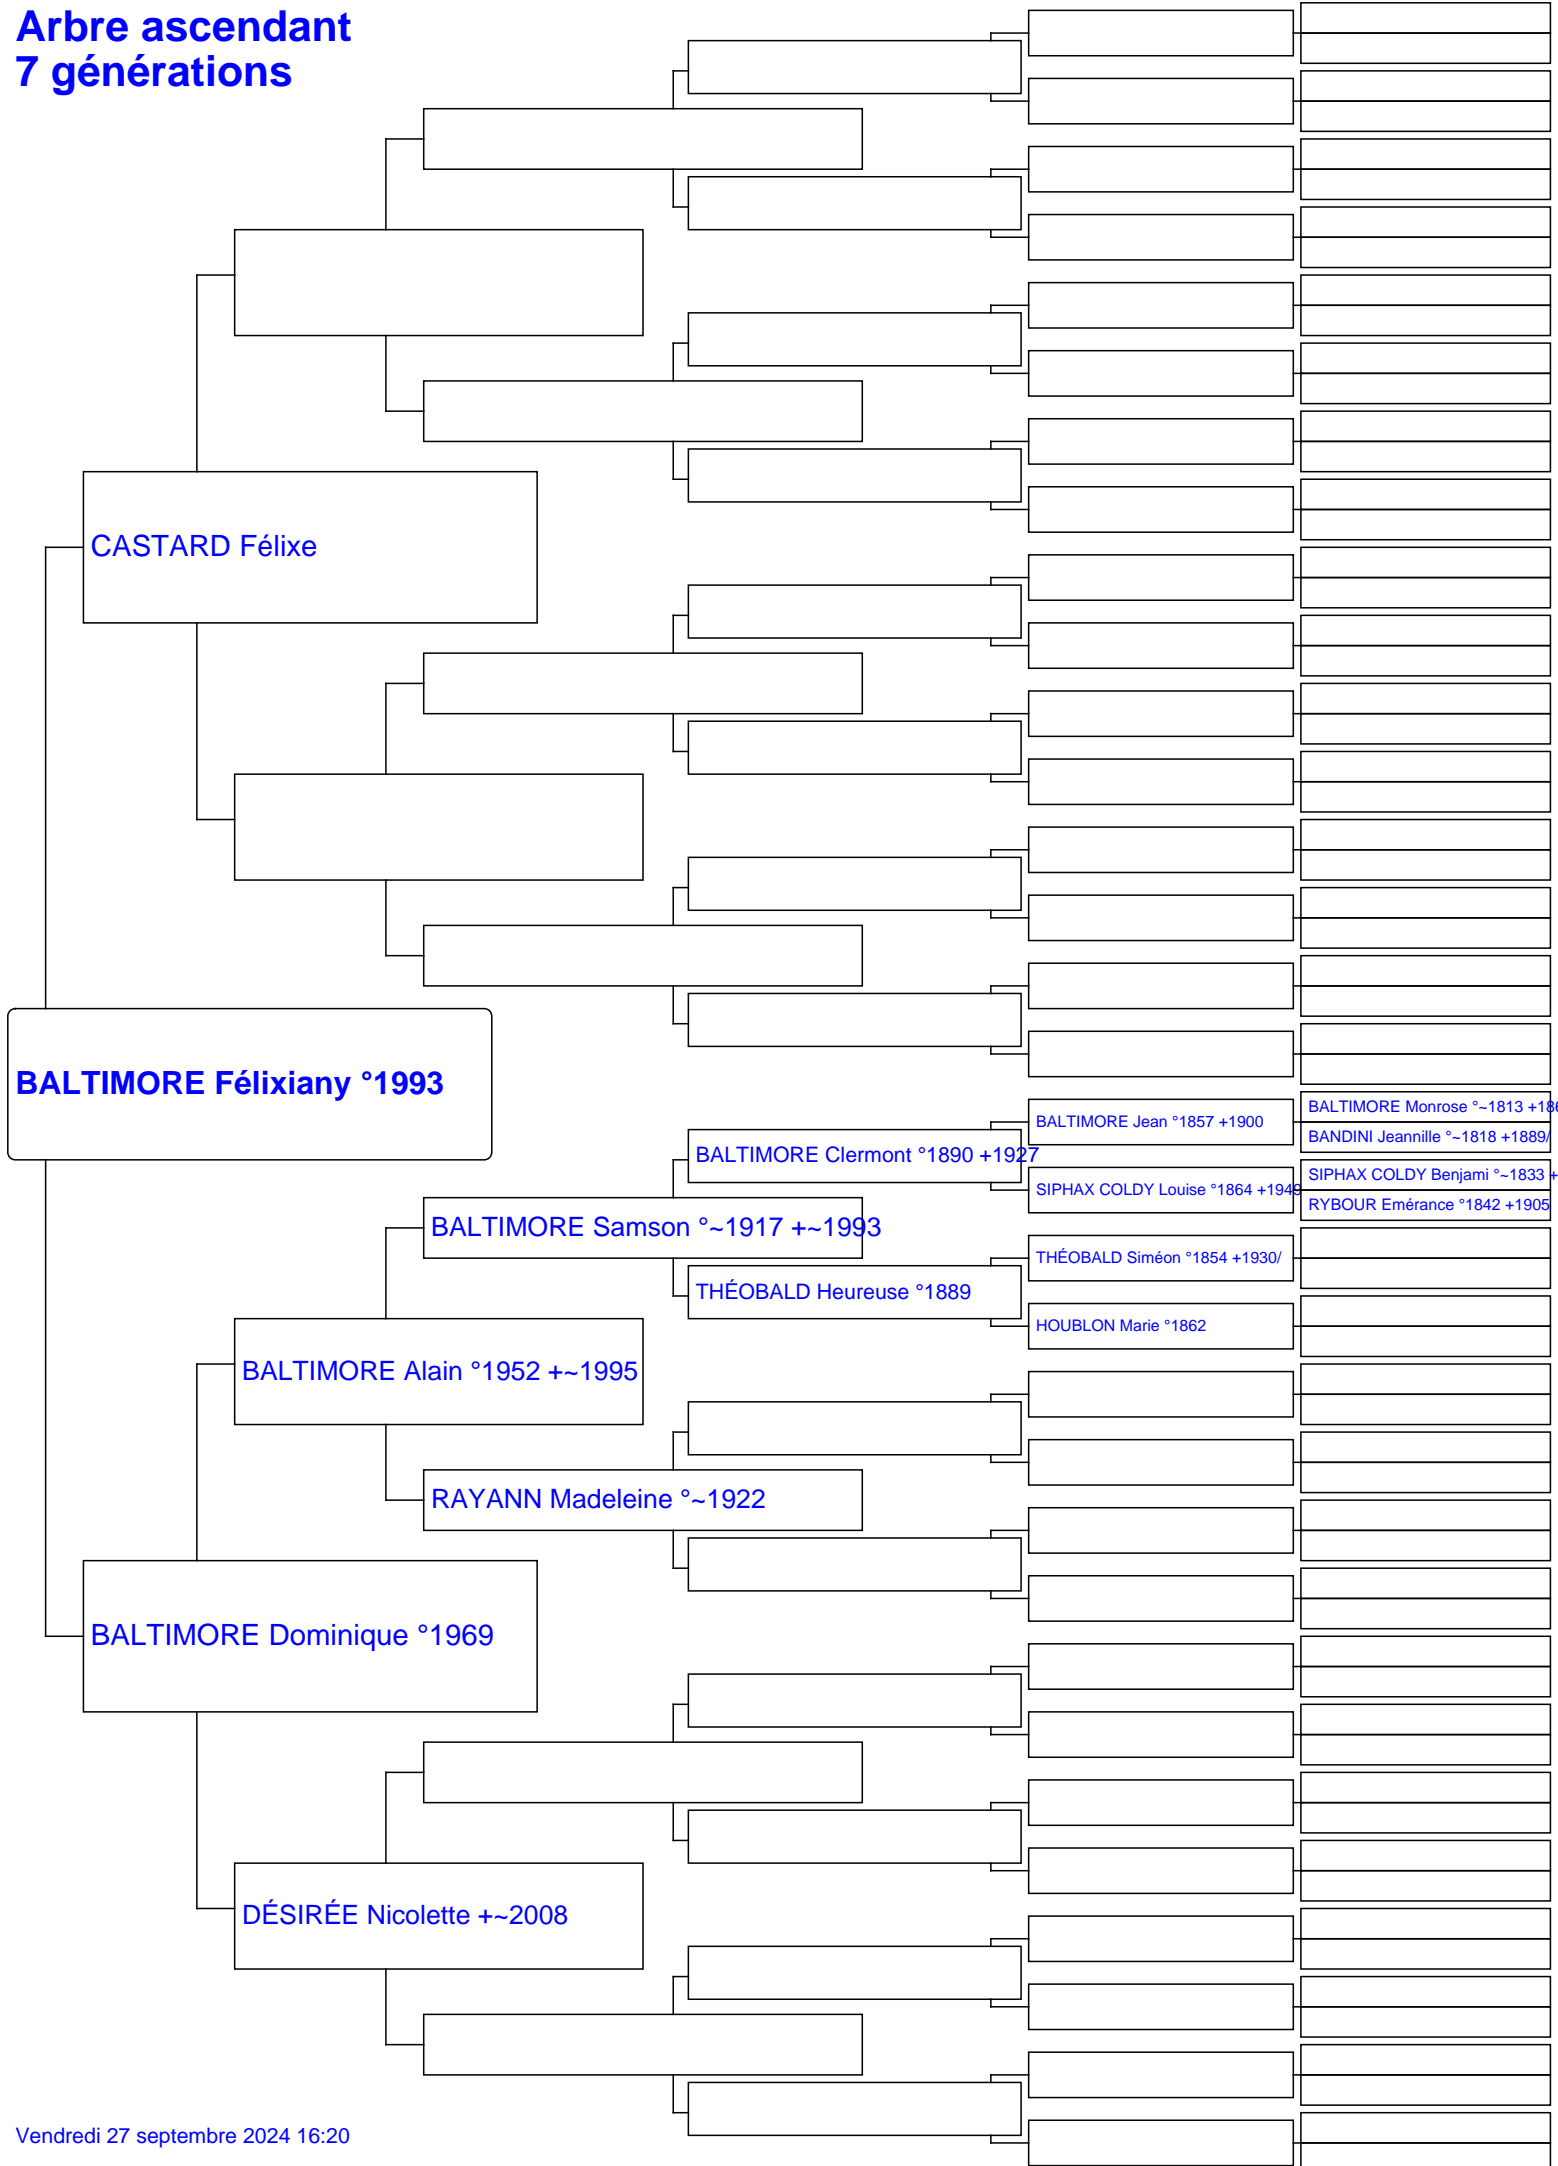 Arbre ascendant
7 générations
CASTARD Félixe
BALTIMORE Félixiany °1993
BALTIMORE Monrose °~1813 +186
BALTIMORE Jean °1857 +1900
BANDINI Jeannille °~1818 +1889/
BALTIMORE Clermont °1890 +1927
SIPHAX COLDY Benjami °~1833 +
SIPHAX COLDY Louise °1864 +1949
RYBOUR Emérance °1842 +1905
BALTIMORE Samson °~1917 +~1993
THÉOBALD Siméon °1854 +1930/
THÉOBALD Heureuse °1889
HOUBLON Marie °1862
BALTIMORE Alain °1952 +~1995
RAYANN Madeleine °~1922
BALTIMORE Dominique °1969
DÉSIRÉE Nicolette +~2008
Vendredi 27 septembre 2024 16:20